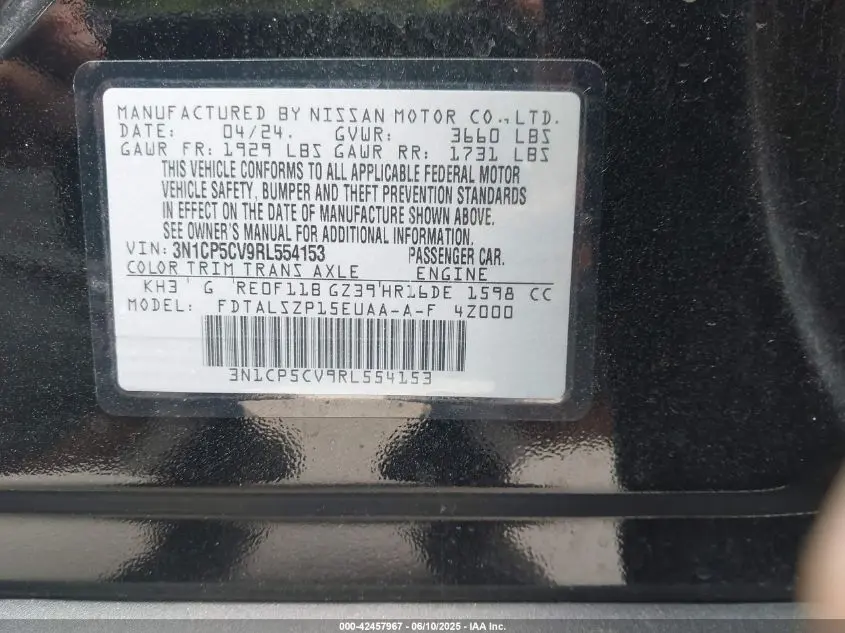 MANUFACTURED BY NISSAN MOTOR CO., LTD.
DATE: 04/24. GVWR: 3660 LBS
GAWR FR: 1929 LBS GAWR RR: 1731 LBS
THIS VEHICLE CONFORMS TO ALL APPLICABLE FEDERAL MOTOR
VEHICLE SAFETY, BUMPER AND THEFT PREVENTION STANDARDS
IN EFFECT ON THE DATE OF MANUFACTURE SHOWN ABOVE.
SEE OWNER'S MANUAL FOR ADDITIONAL INFORMATION.
VIN: 3N1CP5CV9RL554153 PASSENGER CAR.
COLOR TRIM TRANS AXLE ENGINE
KH3 G RE0F11B GZ39 HR16DE 1598 CC
MODEL: FDTALSZP15EUAA-A-F 4Z000
3N1CP5CV9RL554153
000-42457967 - 06/10/2025 - IAA Inc.